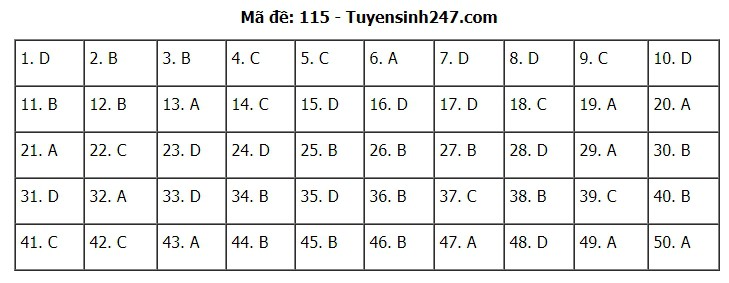 Mã đề: 115 - Tuyensinh247.com
1. D 2. B 3. B 4. C 5. C 6. A 7. D 8. D 9. C 10. D
11. B 12. B 13. A 14. C 15. D 16. D 17. D 18. C 19. A 20. A
21. A 22. C 23. D 24. D 25. B 26. B 27. B 28. D 29. A 30. B
31. D 32. A 33. D 34. B 35. D 36. B 37. C 38. B 39. C 40. B
41. C 42. C 43. A 44. B 45. B 46. B 47. A 48. D 49. A 50. A